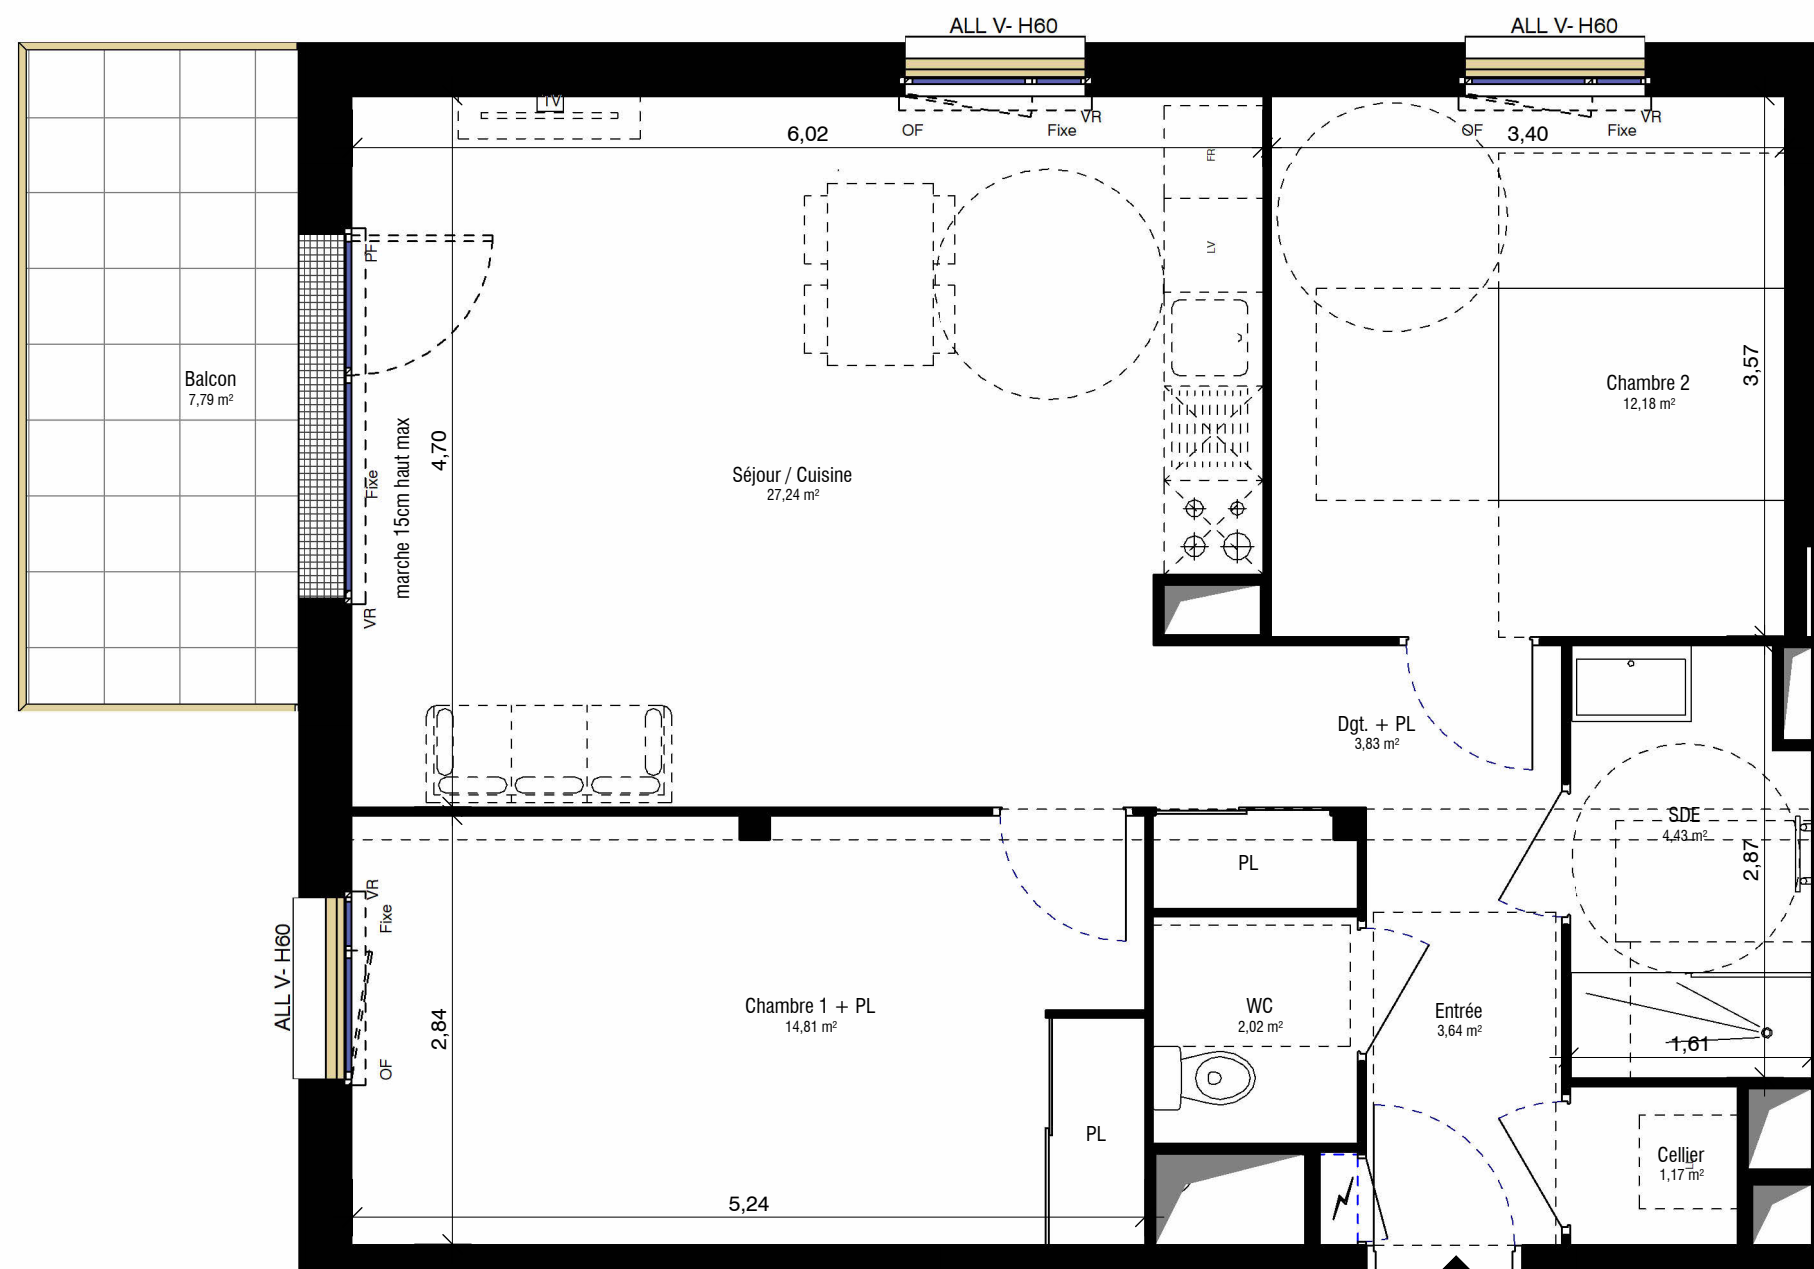 ALL V- H60
ALL V- H60
TV
6,02
OF
Fixe
VR
OF
3,40
Fixe
VR
FR
LV
PF
Balcon
7,79 m²
marche 15cm haut max
4,70
Fixe
VR
Séjour / Cuisine
27,24 m²
Chambre 2
12,18 m²
3,57
Dgt. + PL
3,83 m²
SDE
4,43 m²
2,87
PL
VR
Fixe
ALL V- H60
OF
2,84
Chambre 1 + PL
14,81 m²
WC
2,02 m²
Entrée
3,64 m²
1,61
PL
Cellier
1,17 m²
5,24